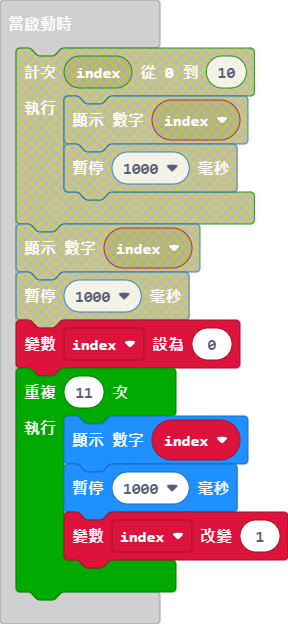 當啟動時
計次 index 從 0 到 10
執行 顯示 數字 index
暫停 1000 毫秒
顯示 數字 index
暫停 1000 毫秒
變數 index 設為 0
重複 11 次
執行 顯示 數字 index
暫停 1000 毫秒
變數 index 改變 1